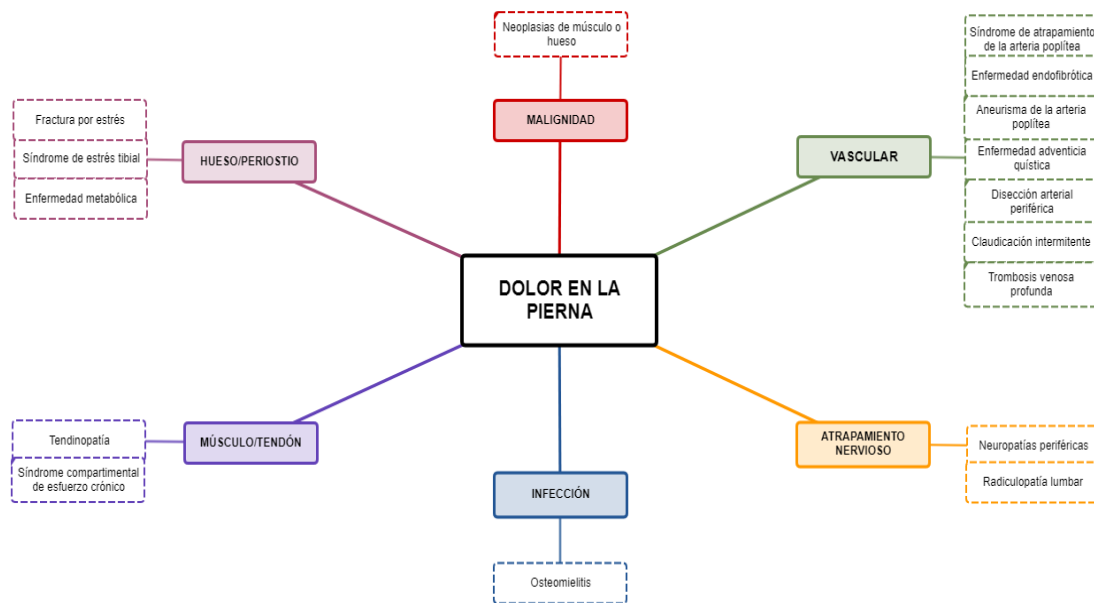 Neoplasias de músculo o
hueso
MALIGNIDAD
Síndrome de atrapamiento
de la arteria poplítea
Enfermedad endofibrótica
Aneurisma de la arteria
poplítea
Enfermedad adventicia
quística
Disección arterial
periférica
Claudicación intermitente
Trombosis venosa
profunda
VASCULAR
Fractura por estrés
Síndrome de estrés tibial
Enfermedad metabólica
HUESO/PERIOSTIO
DOLOR EN LA
PIERNA
Tendinopatía
Síndrome compartimental
de esfuerzo crónico
MÚSCULO/TENDÓN
INFECCIÓN
Osteomielitis
ATRAPAMIENTO
NERVIOSO
Neuropatías periféricas
Radiculopatía lumbar